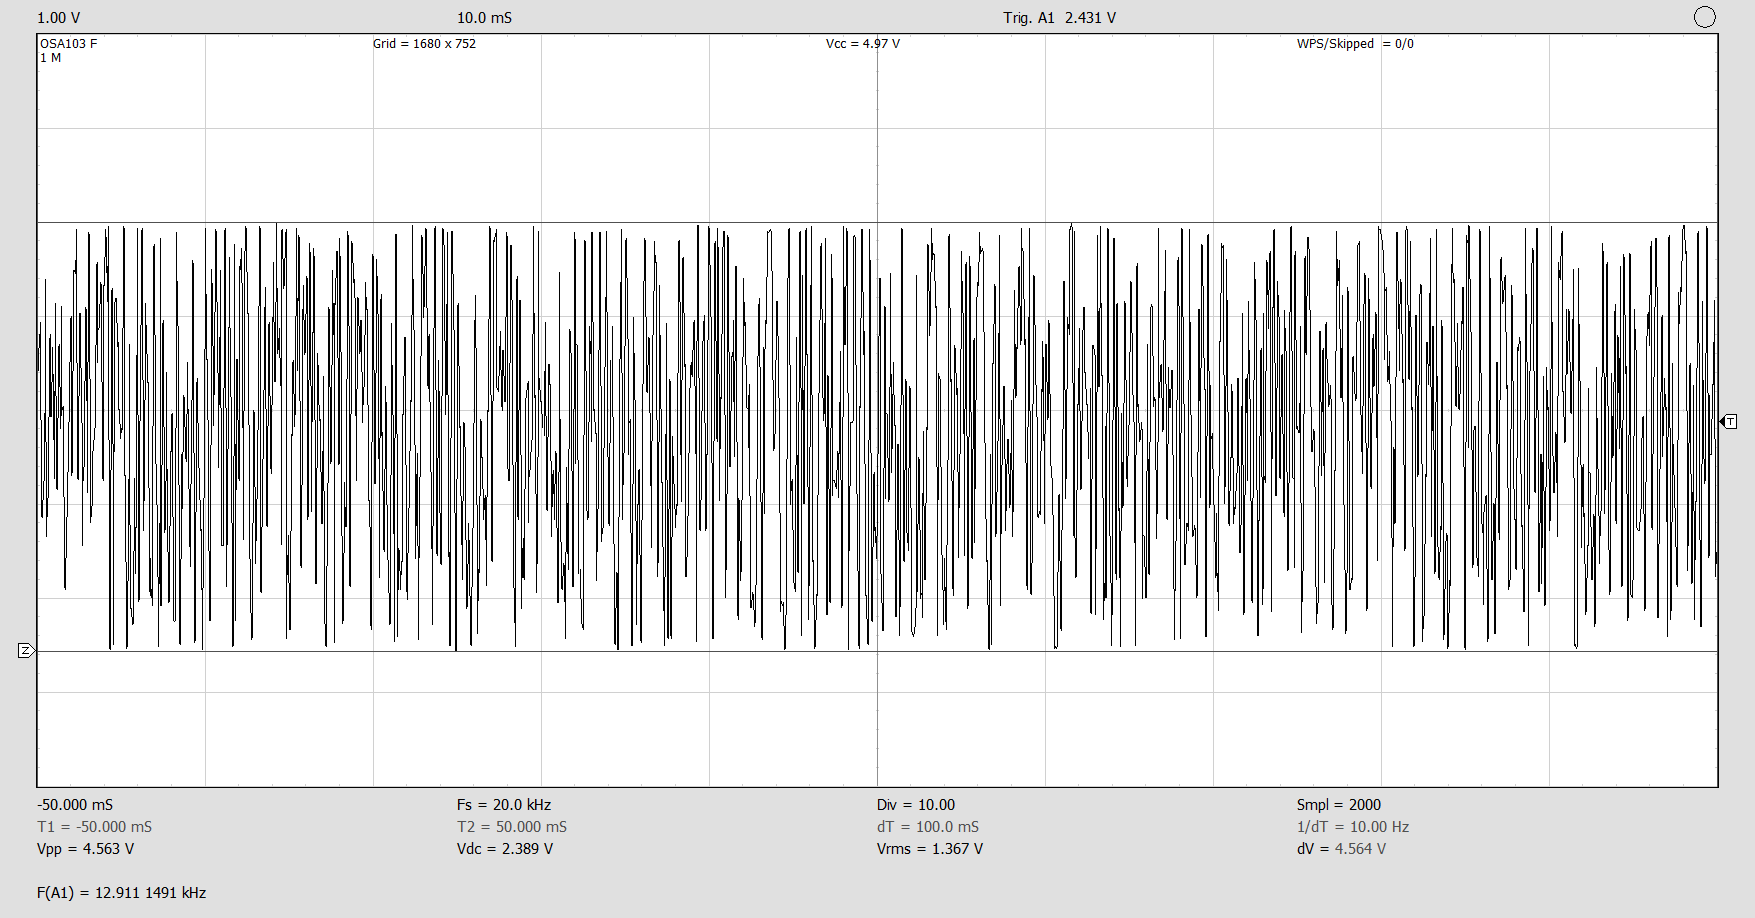 1.00 V 10.0 mS Trig. A1 2.431 V
OSA103 F Grid = 1680 x 752 Vcc = 4.97 V WPS/Skipped = 0/0
1 M
T
Z
-50.000 mS Fs = 20.0 kHz Div = 10.00 Smpl = 2000
T1 = -50.000 mS T2 = 50.000 mS dT = 100.0 mS 1/dT = 10.00 Hz
Vpp = 4.563 V Vdc = 2.389 V Vrms = 1.367 V dV = 4.564 V
F(A1) = 12.911 1491 kHz